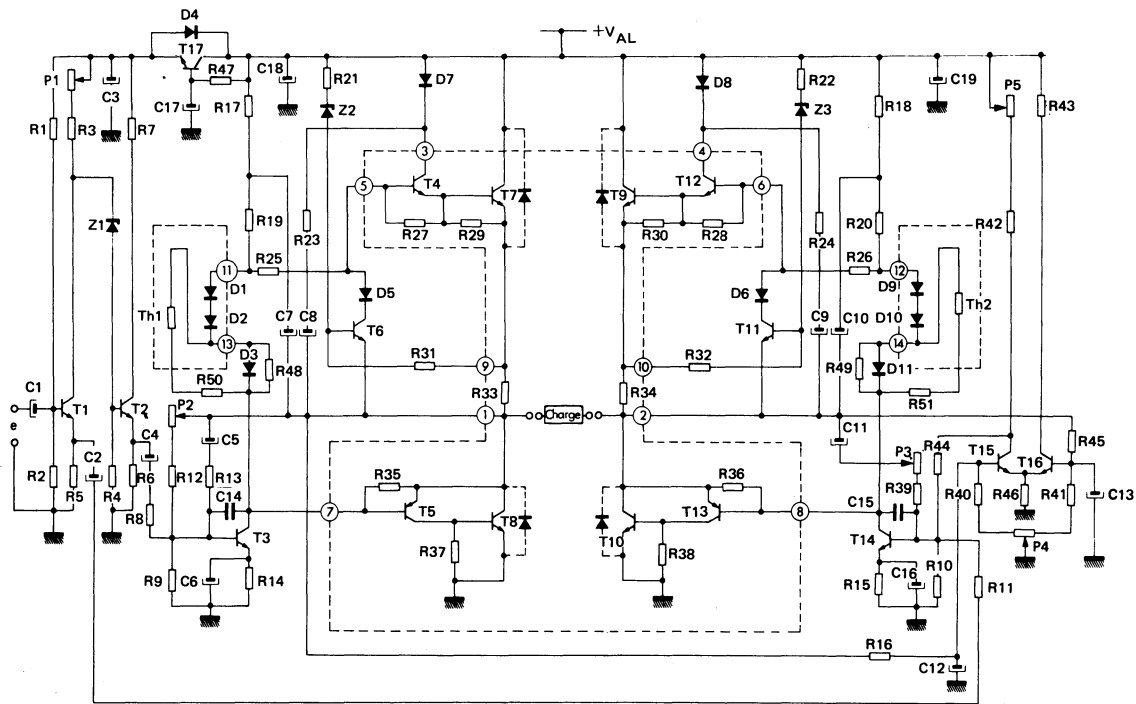 D4
+VAL
T17
P1
C3
R47
C18
R21
D7
D8
R22
C19
P5
R43
R1
R3
R7
C17
R17
Z2
Z3
R18
3
4
5
T4
T7
T9
T12
6
Z1
R19
R23
R27
R29
R30
R28
R24
R20
R42
11
R25
R26
12
D1
D5
D6
D9
Th1
D2
C7
C8
T6
T11
C9
C10
D10
Th2
13
D3
R48
R31
9
10
R32
R49
14
D11
C1
R50
R33
R34
R51
T1
T2
P2
1
Charge
2
e
C2
C4
C5
C11
P3
R44
T15
T16
R45
R2
R5
R4
R6
R12
R13
R35
R36
R39
R40
R46
R41
C13
R8
C14
7
T5
T8
T13
8
C15
T3
T10
T14
P4
R9
C6
R14
R37
R38
R15
C16
R10
R11
R16
C12